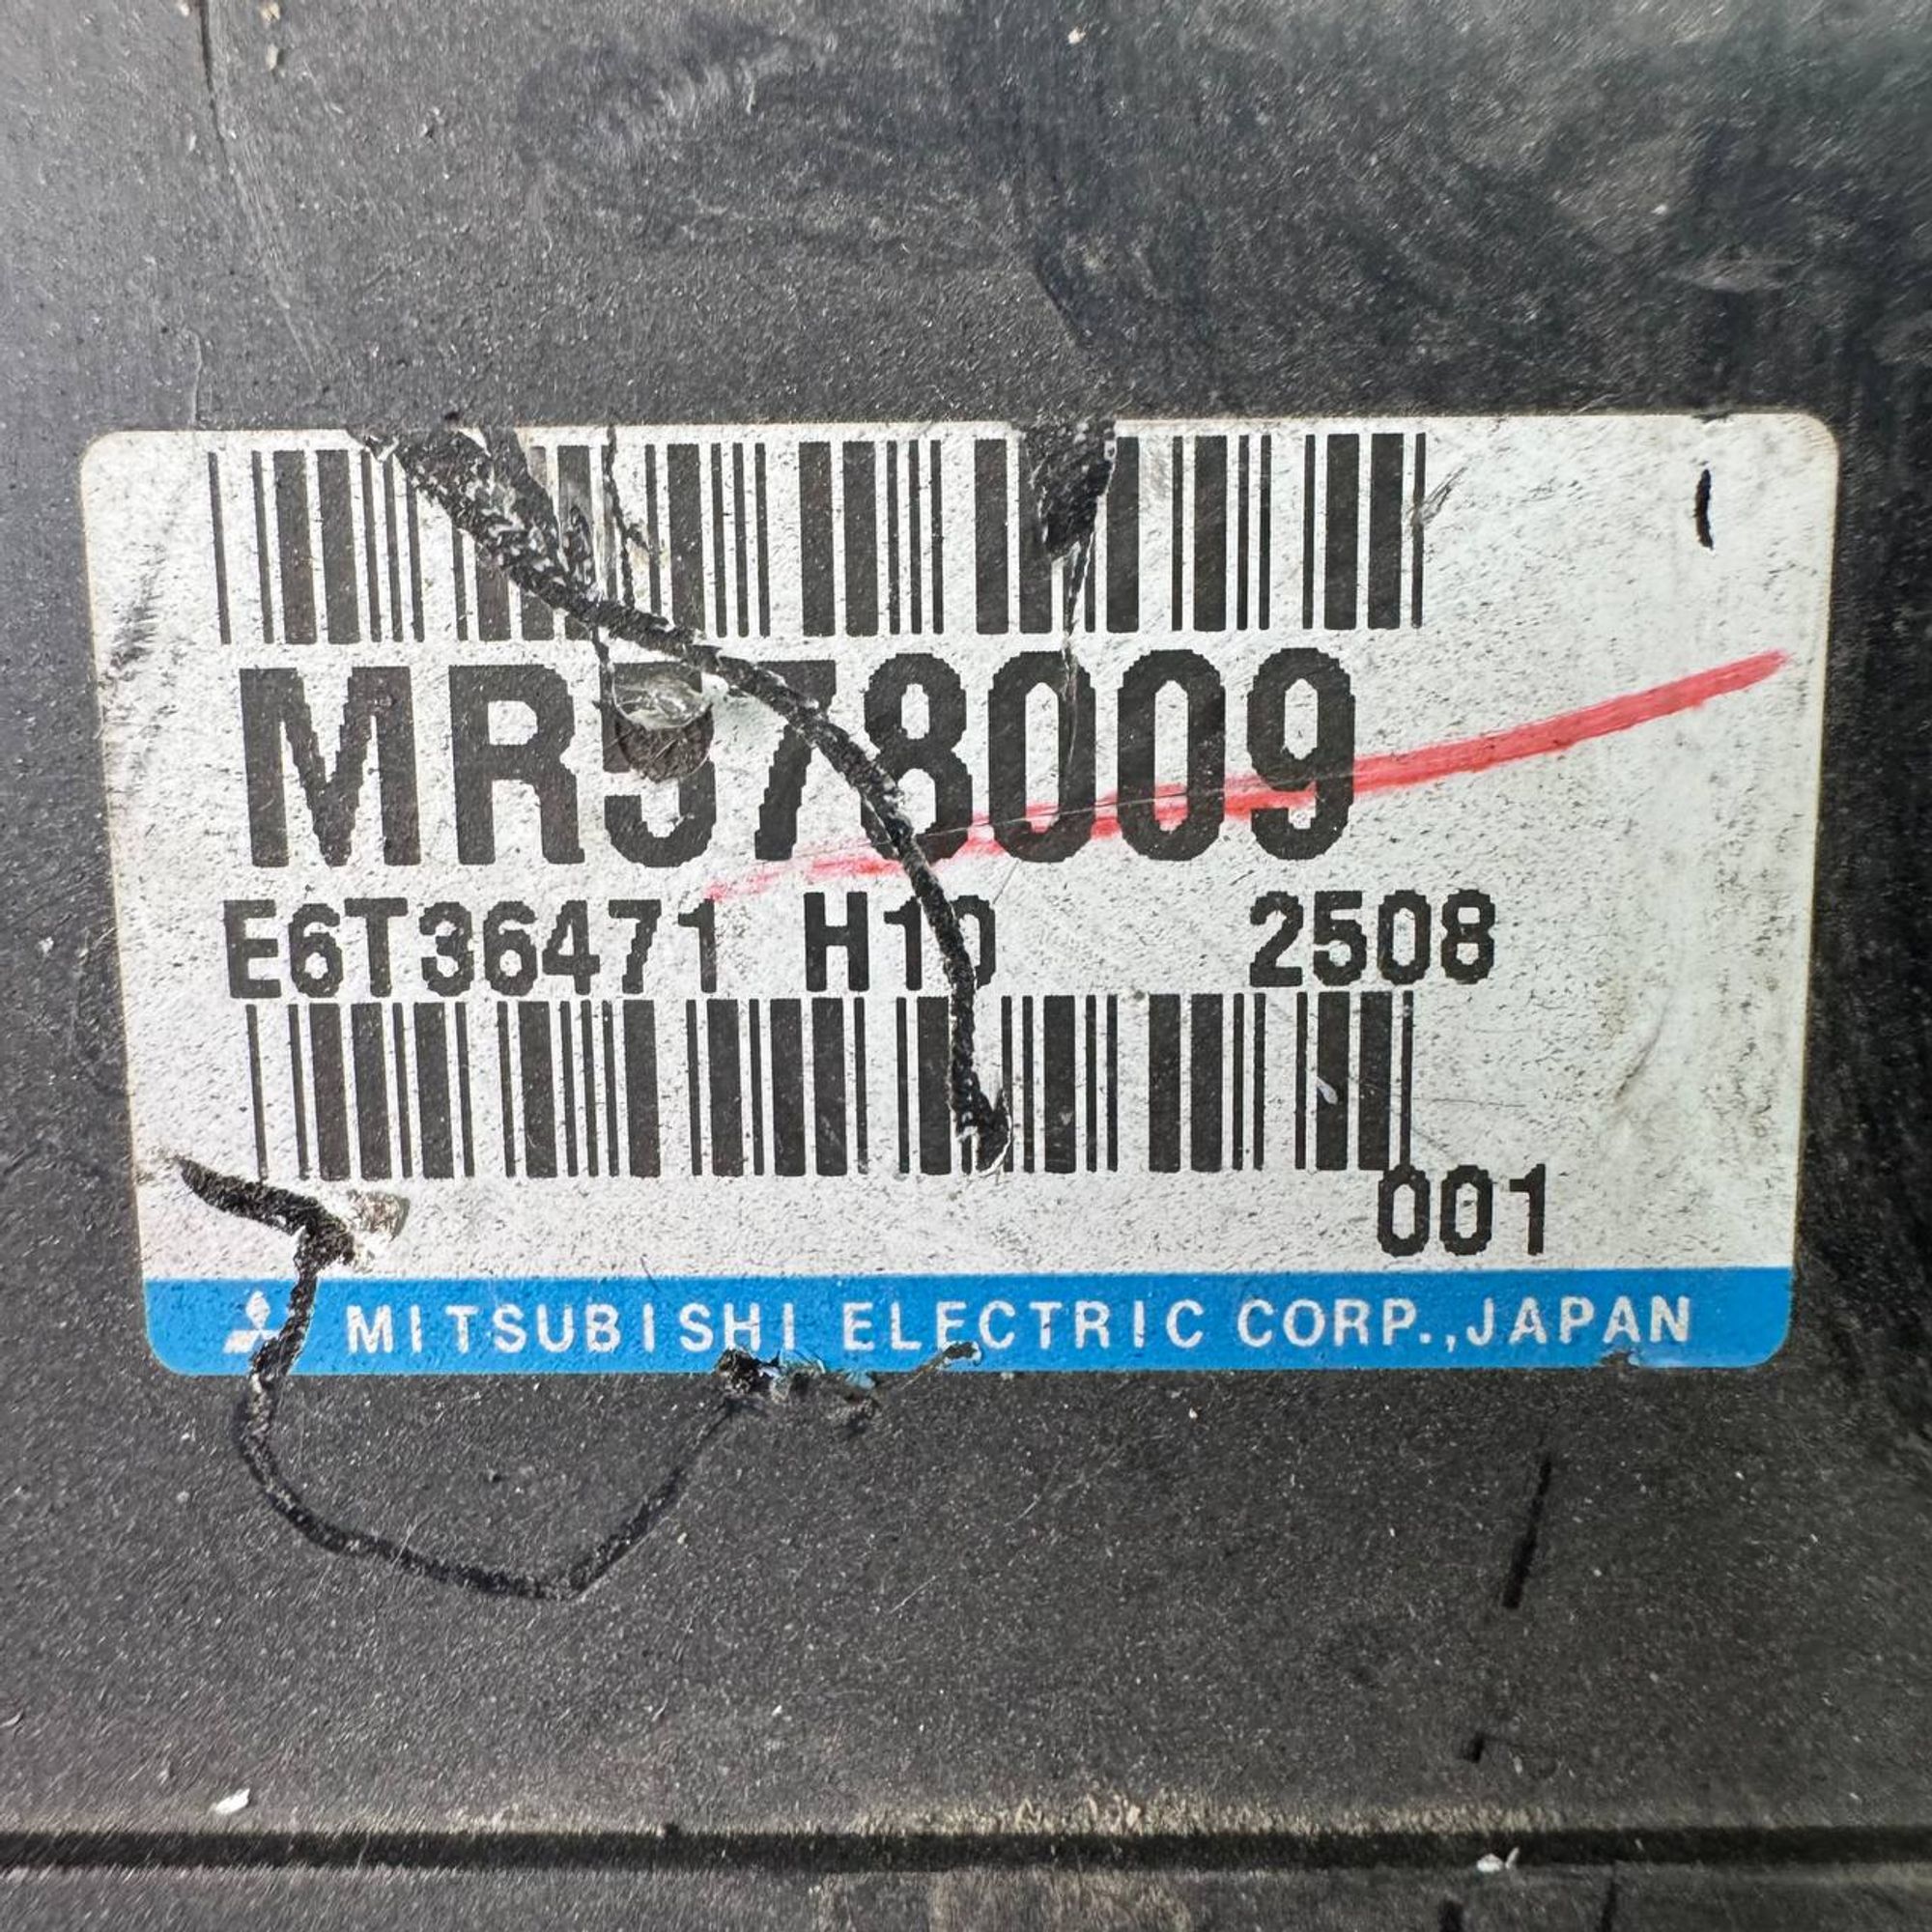 MR578009
E6T36471 H10 2508
001
MITSUBISHI ELECTRIC CORP.,JAPAN